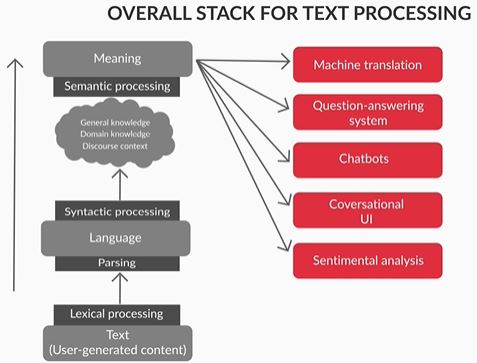 OVERALL STACK FOR TEXT PROCESSING
Meaning
Semantic processing
General knowledge
Domain knowledge
Discourse context
Syntactic processing
Language
Parsing
Lexical processing
Text
(User-generated content)
Machine translation
Question-answering
system
Chatbots
Coversational
UI
Sentimental analysis